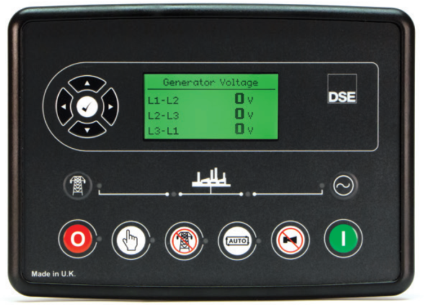 Generator Voltage
L1-L2 0 V
L2-L3 0 V
L3-L1 0 V
DSE
O
AUTO
I
Made in U.K.